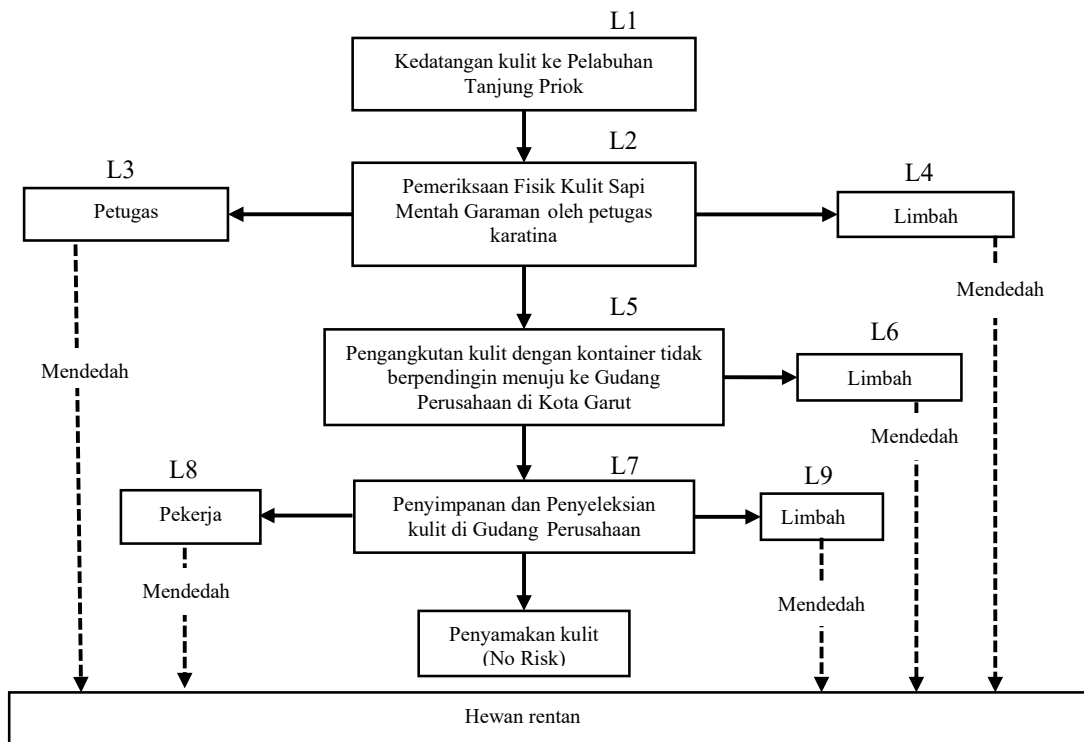 L1
Kedatangan kulit ke Pelabuhan
Tanjung Priok
L2
Pemeriksaan Fisik Kulit Sapi
Mentah Garaman oleh petugas
karatina
L3
Petugas
L4
Limbah
Mendedah
Mendedah
L5
Pengangkutan kulit dengan kontainer tidak
berpendingin menuju ke Gudang
Perusahaan di Kota Garut
L6
Limbah
Mendedah
L7
Penyimpanan dan Penyeleksian
kulit di Gudang Perusahaan
L8
Pekerja
L9
Limbah
Mendedah
Mendedah
Penyamakan kulit
(No Risk)
Hewan rentan